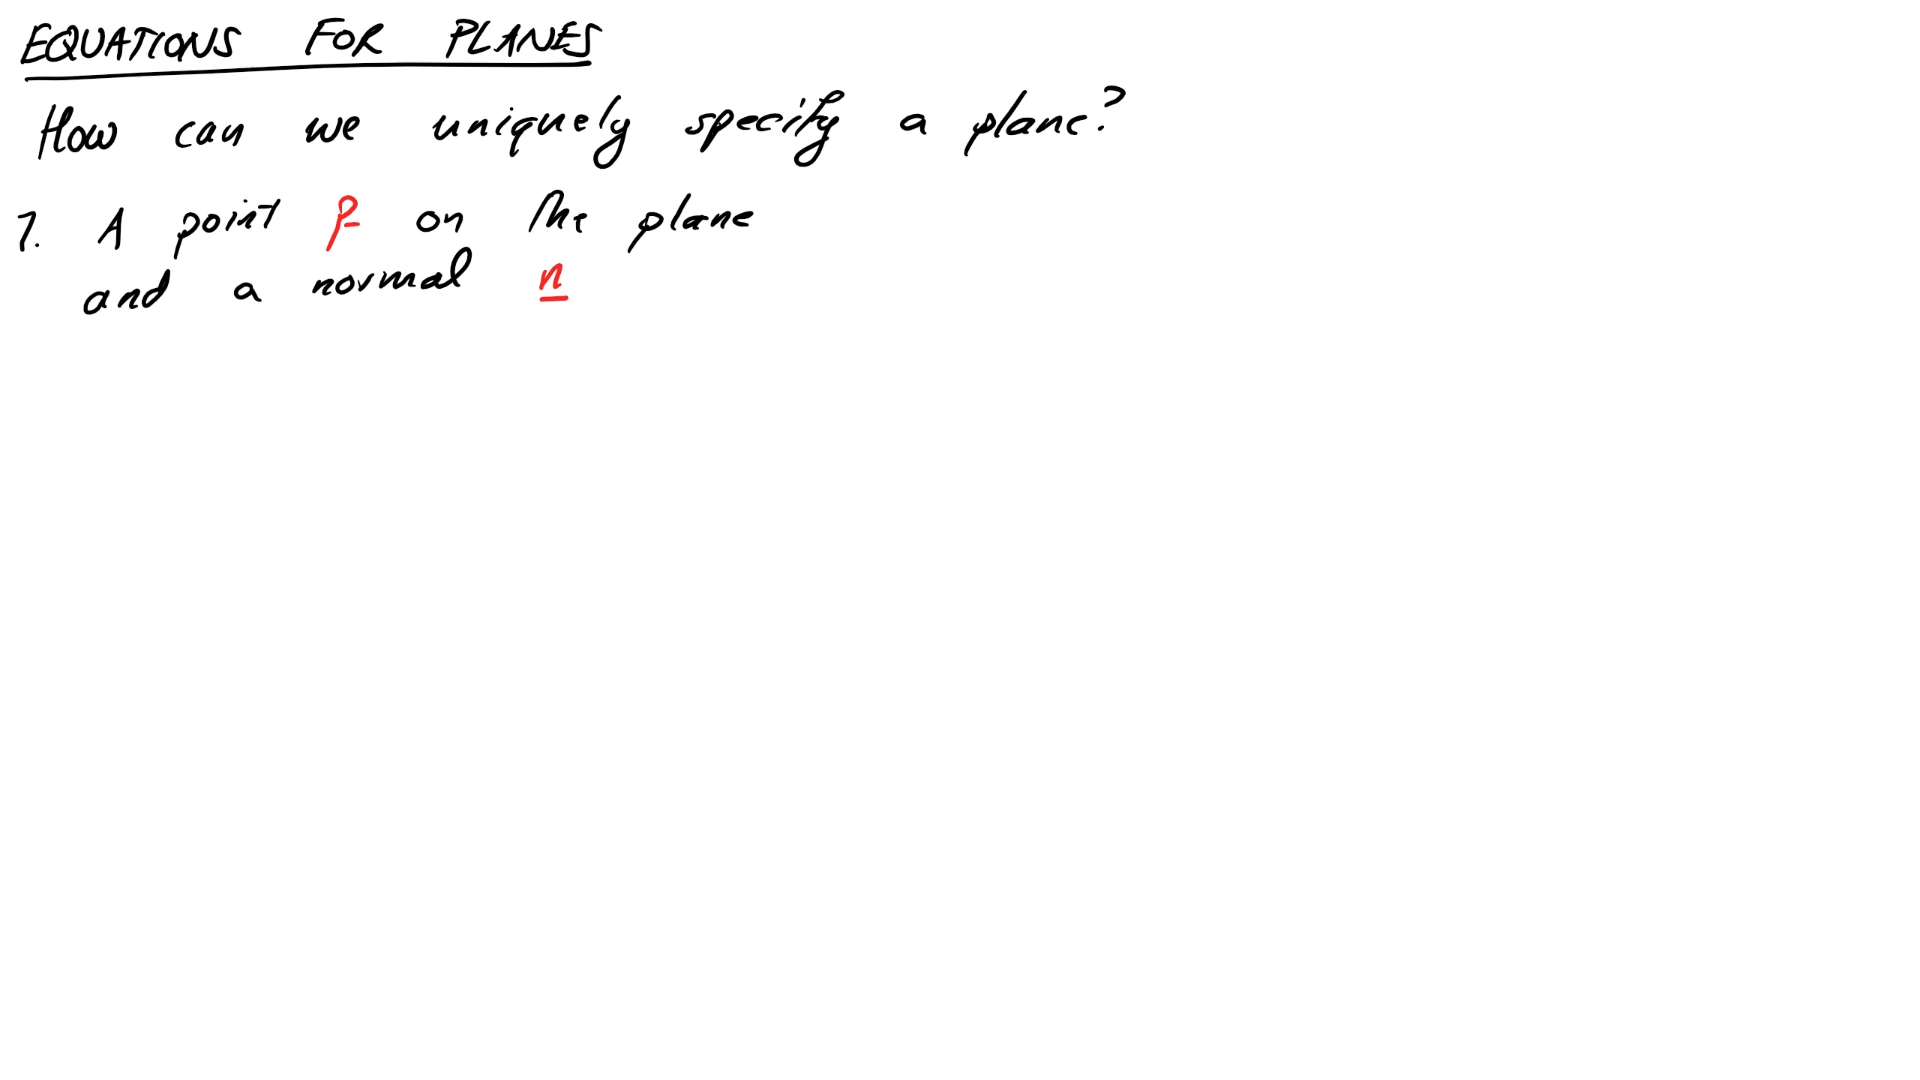 EQUATIONS FOR PLANES
How can we uniquely specify a plane?
1. A point p on the plane
and a normal n